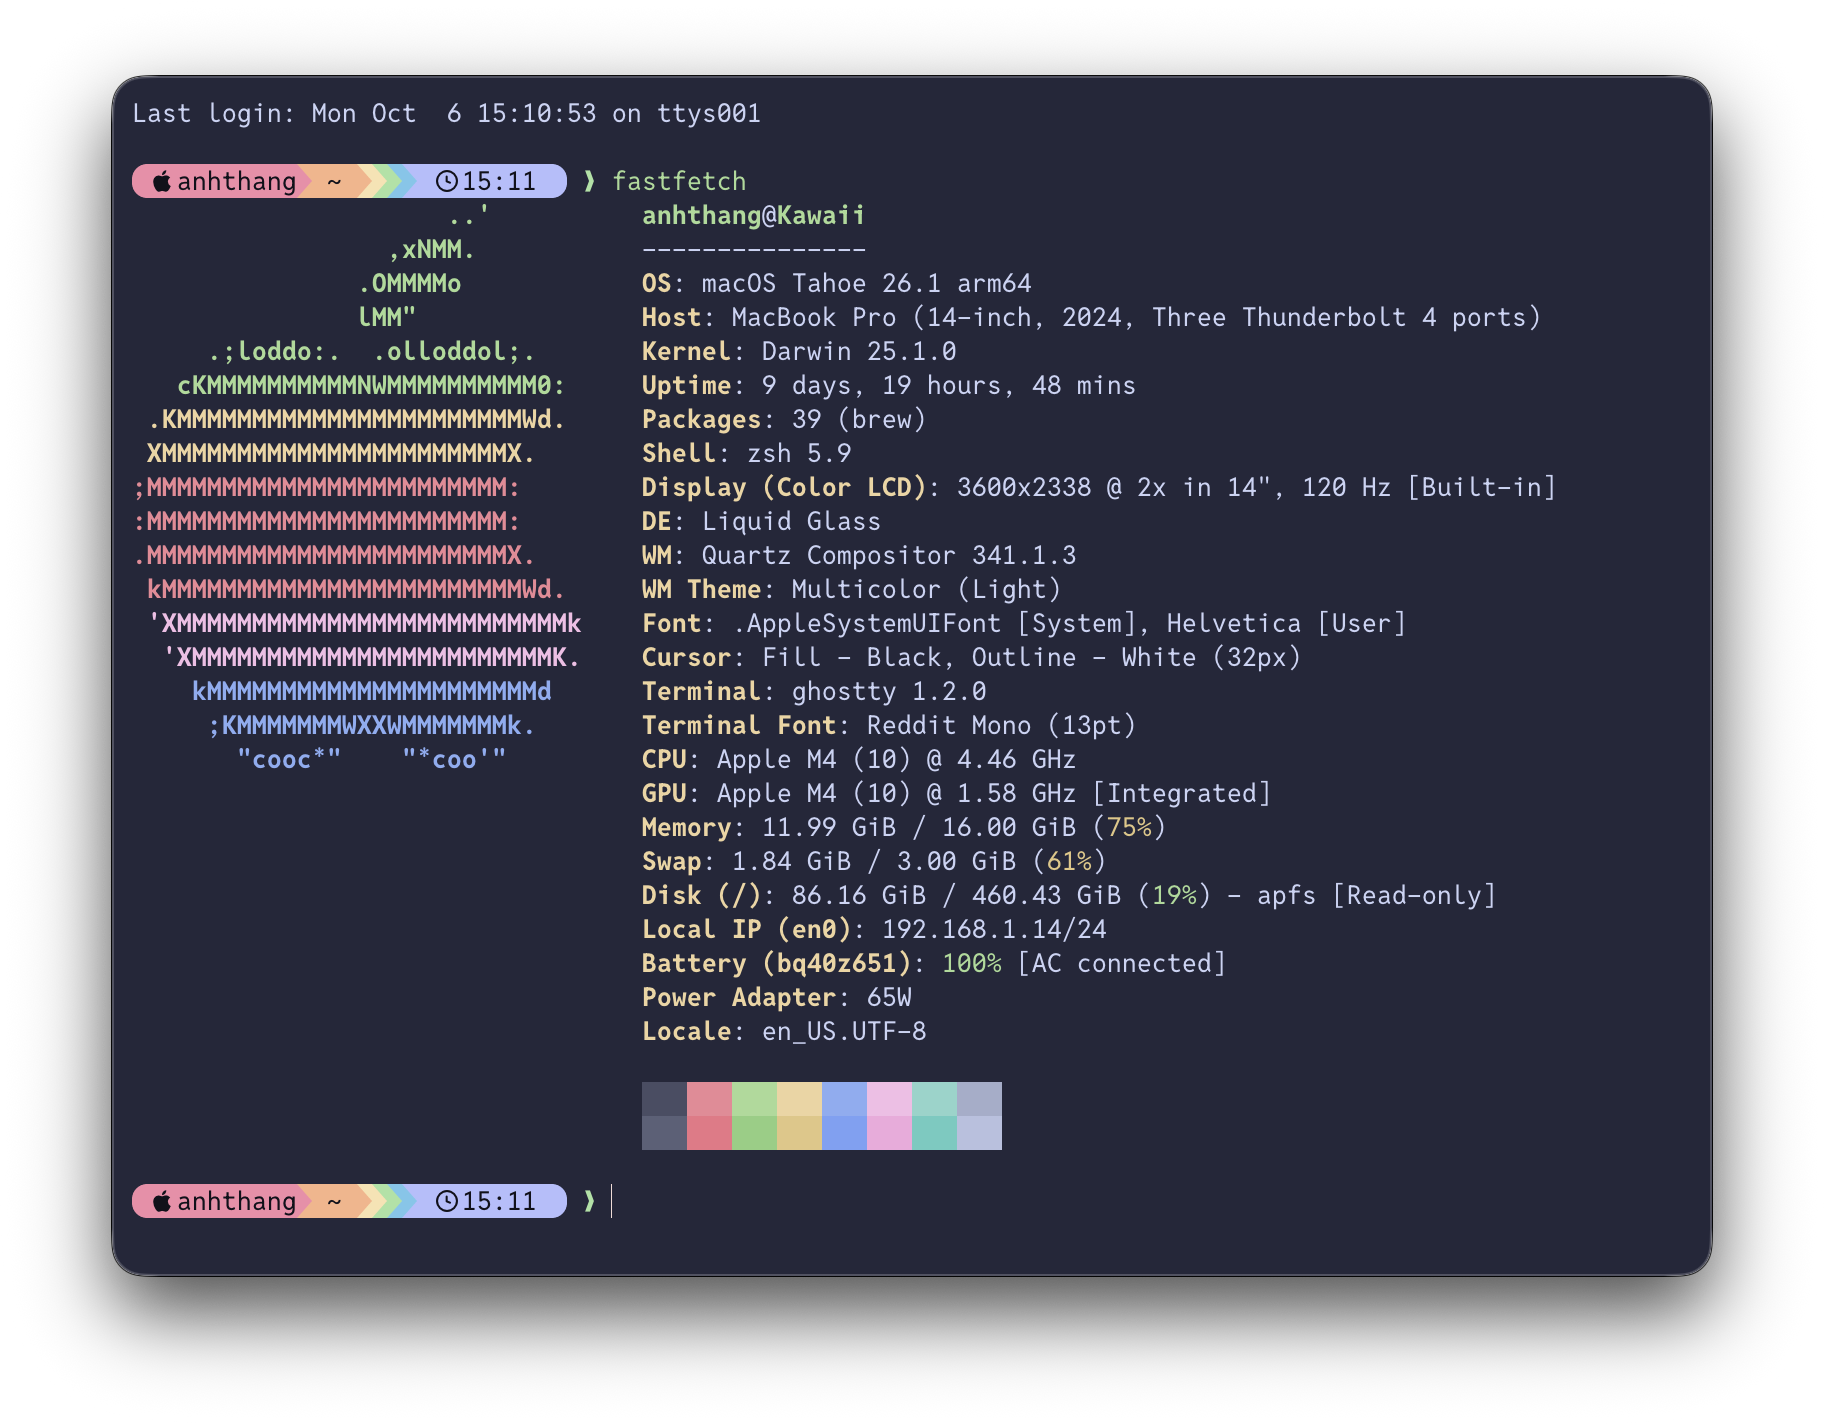 Last login: Mon Oct  6 15:10:53 on ttys001
anhthang ~ 15:11 ❱ fastfetch
                     ..'          anhthang@Kawaii
                 ,xNMM.           ---------------
               .OMMMMo            OS: macOS Tahoe 26.1 arm64
               lMM"               Host: MacBook Pro (14-inch, 2024, Three Thunderbolt 4 ports)
     .;loddo:.  .olloddol;.       Kernel: Darwin 25.1.0
   cKMMMMMMMMMMNWMMMMMMMMMM0:     Uptime: 9 days, 19 hours, 48 mins
 .KMMMMMMMMMMMMMMMMMMMMMMMWd.     Packages: 39 (brew)
 XMMMMMMMMMMMMMMMMMMMMMMMX.       Shell: zsh 5.9
;MMMMMMMMMMMMMMMMMMMMMMMM:        Display (Color LCD): 3600x2338 @ 2x in 14", 120 Hz [Built-in]
:MMMMMMMMMMMMMMMMMMMMMMMM:        DE: Liquid Glass
.MMMMMMMMMMMMMMMMMMMMMMMMX.       WM: Quartz Compositor 341.1.3
 kMMMMMMMMMMMMMMMMMMMMMMMMWd.     WM Theme: Multicolor (Light)
 'XMMMMMMMMMMMMMMMMMMMMMMMMMMk    Font: .AppleSystemUIFont [System], Helvetica [User]
  'XMMMMMMMMMMMMMMMMMMMMMMMMK.    Cursor: Fill - Black, Outline - White (32px)
    kMMMMMMMMMMMMMMMMMMMMMMd      Terminal: ghostty 1.2.0
     ;KMMMMMMMWXXWMMMMMMMk.       Terminal Font: Reddit Mono (13pt)
       "cooc*"    "*coo'"         CPU: Apple M4 (10) @ 4.46 GHz
GPU: Apple M4 (10) @ 1.58 GHz [Integrated]
Memory: 11.99 GiB / 16.00 GiB (75%)
Swap: 1.84 GiB / 3.00 GiB (61%)
Disk (/): 86.16 GiB / 460.43 GiB (19%) - apfs [Read-only]
Local IP (en0): 192.168.1.14/24
Battery (bq40z651): 100% [AC connected]
Power Adapter: 65W
Locale: en_US.UTF-8
anhthang ~ 15:11 ❱